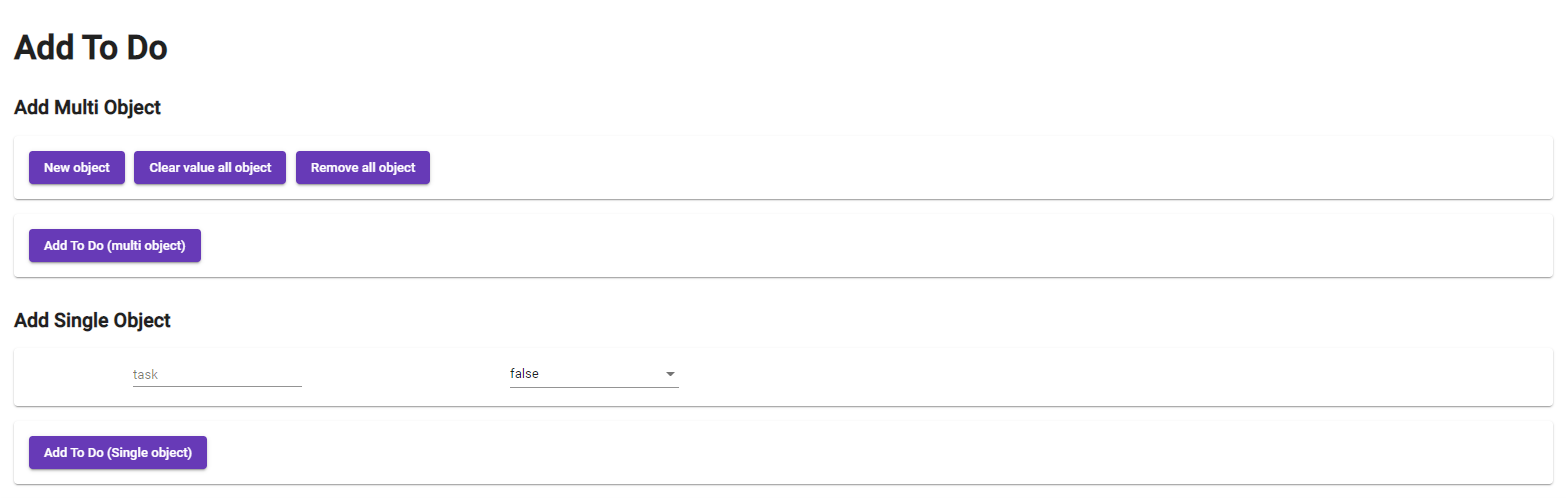 Add To Do
Add Multi Object
New object Clear value all object Remove all object
Add To Do (multi object)
Add Single Object
task false
Add To Do (Single object)